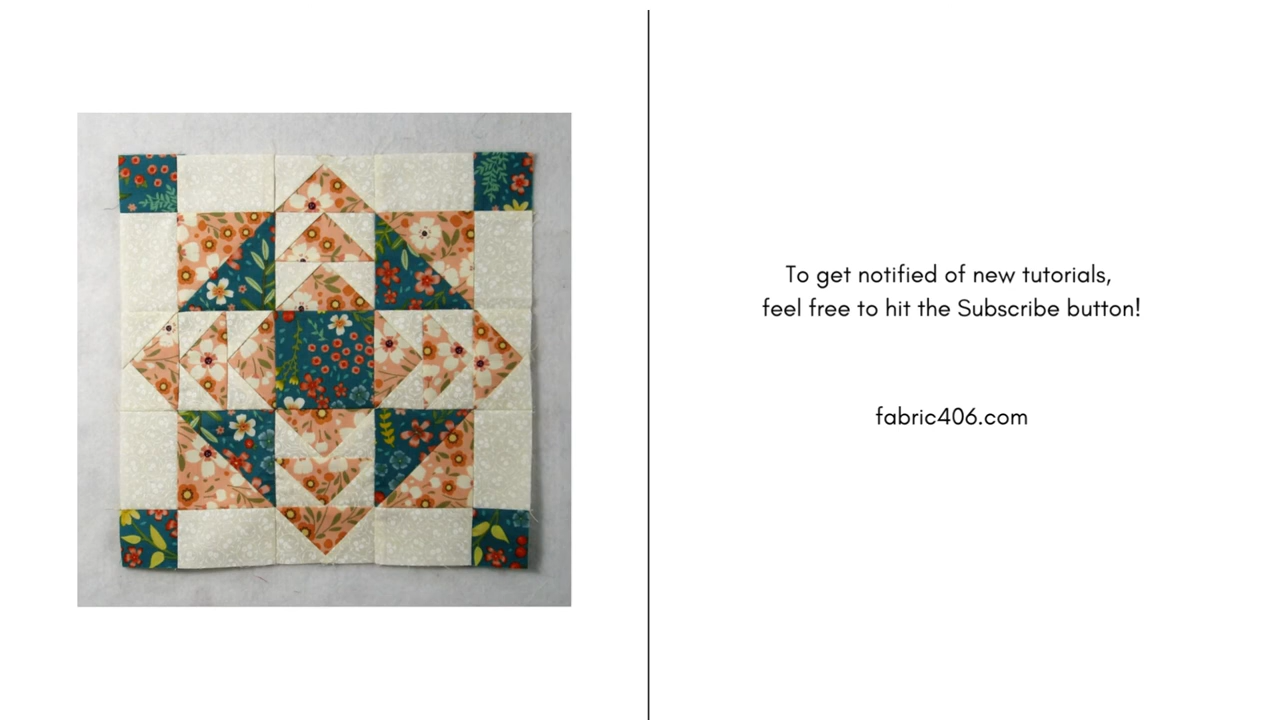 To get notified of new tutorials,
feel free to hit the Subscribe button!
fabric406.com